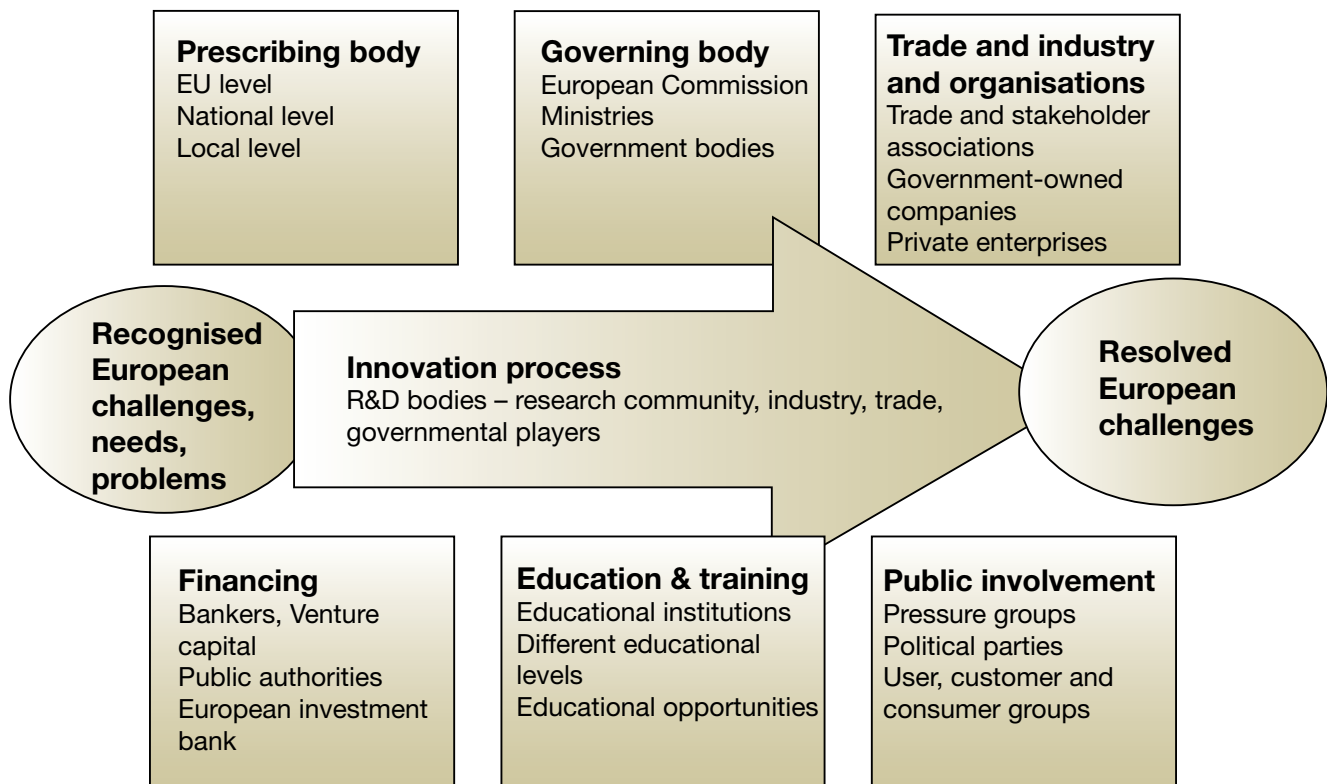 Prescribing body
EU level
National level
Local level
Governing body
European Commission
Ministries
Government bodies
Trade and industry
and organisations
Trade and stakeholder
associations
Government-owned
companies
Private enterprises
Recognised
European
challenges,
needs,
problems
Innovation process
R&D bodies – research community, industry, trade,
governmental players
Resolved
European
challenges
Financing
Bankers, Venture
capital
Public authorities
European investment
bank
Education & training
Educational institutions
Different educational
levels
Educational opportunities
Public involvement
Pressure groups
Political parties
User, customer and
consumer groups